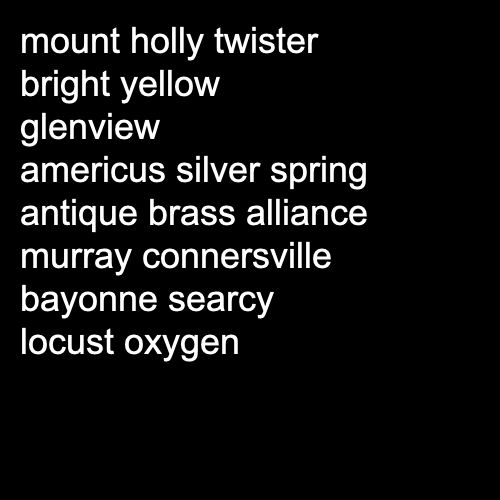 mount holly twister
bright yellow
glenview
americus silver spring
antique brass alliance
murray connersville
bayonne searcy
locust oxygen